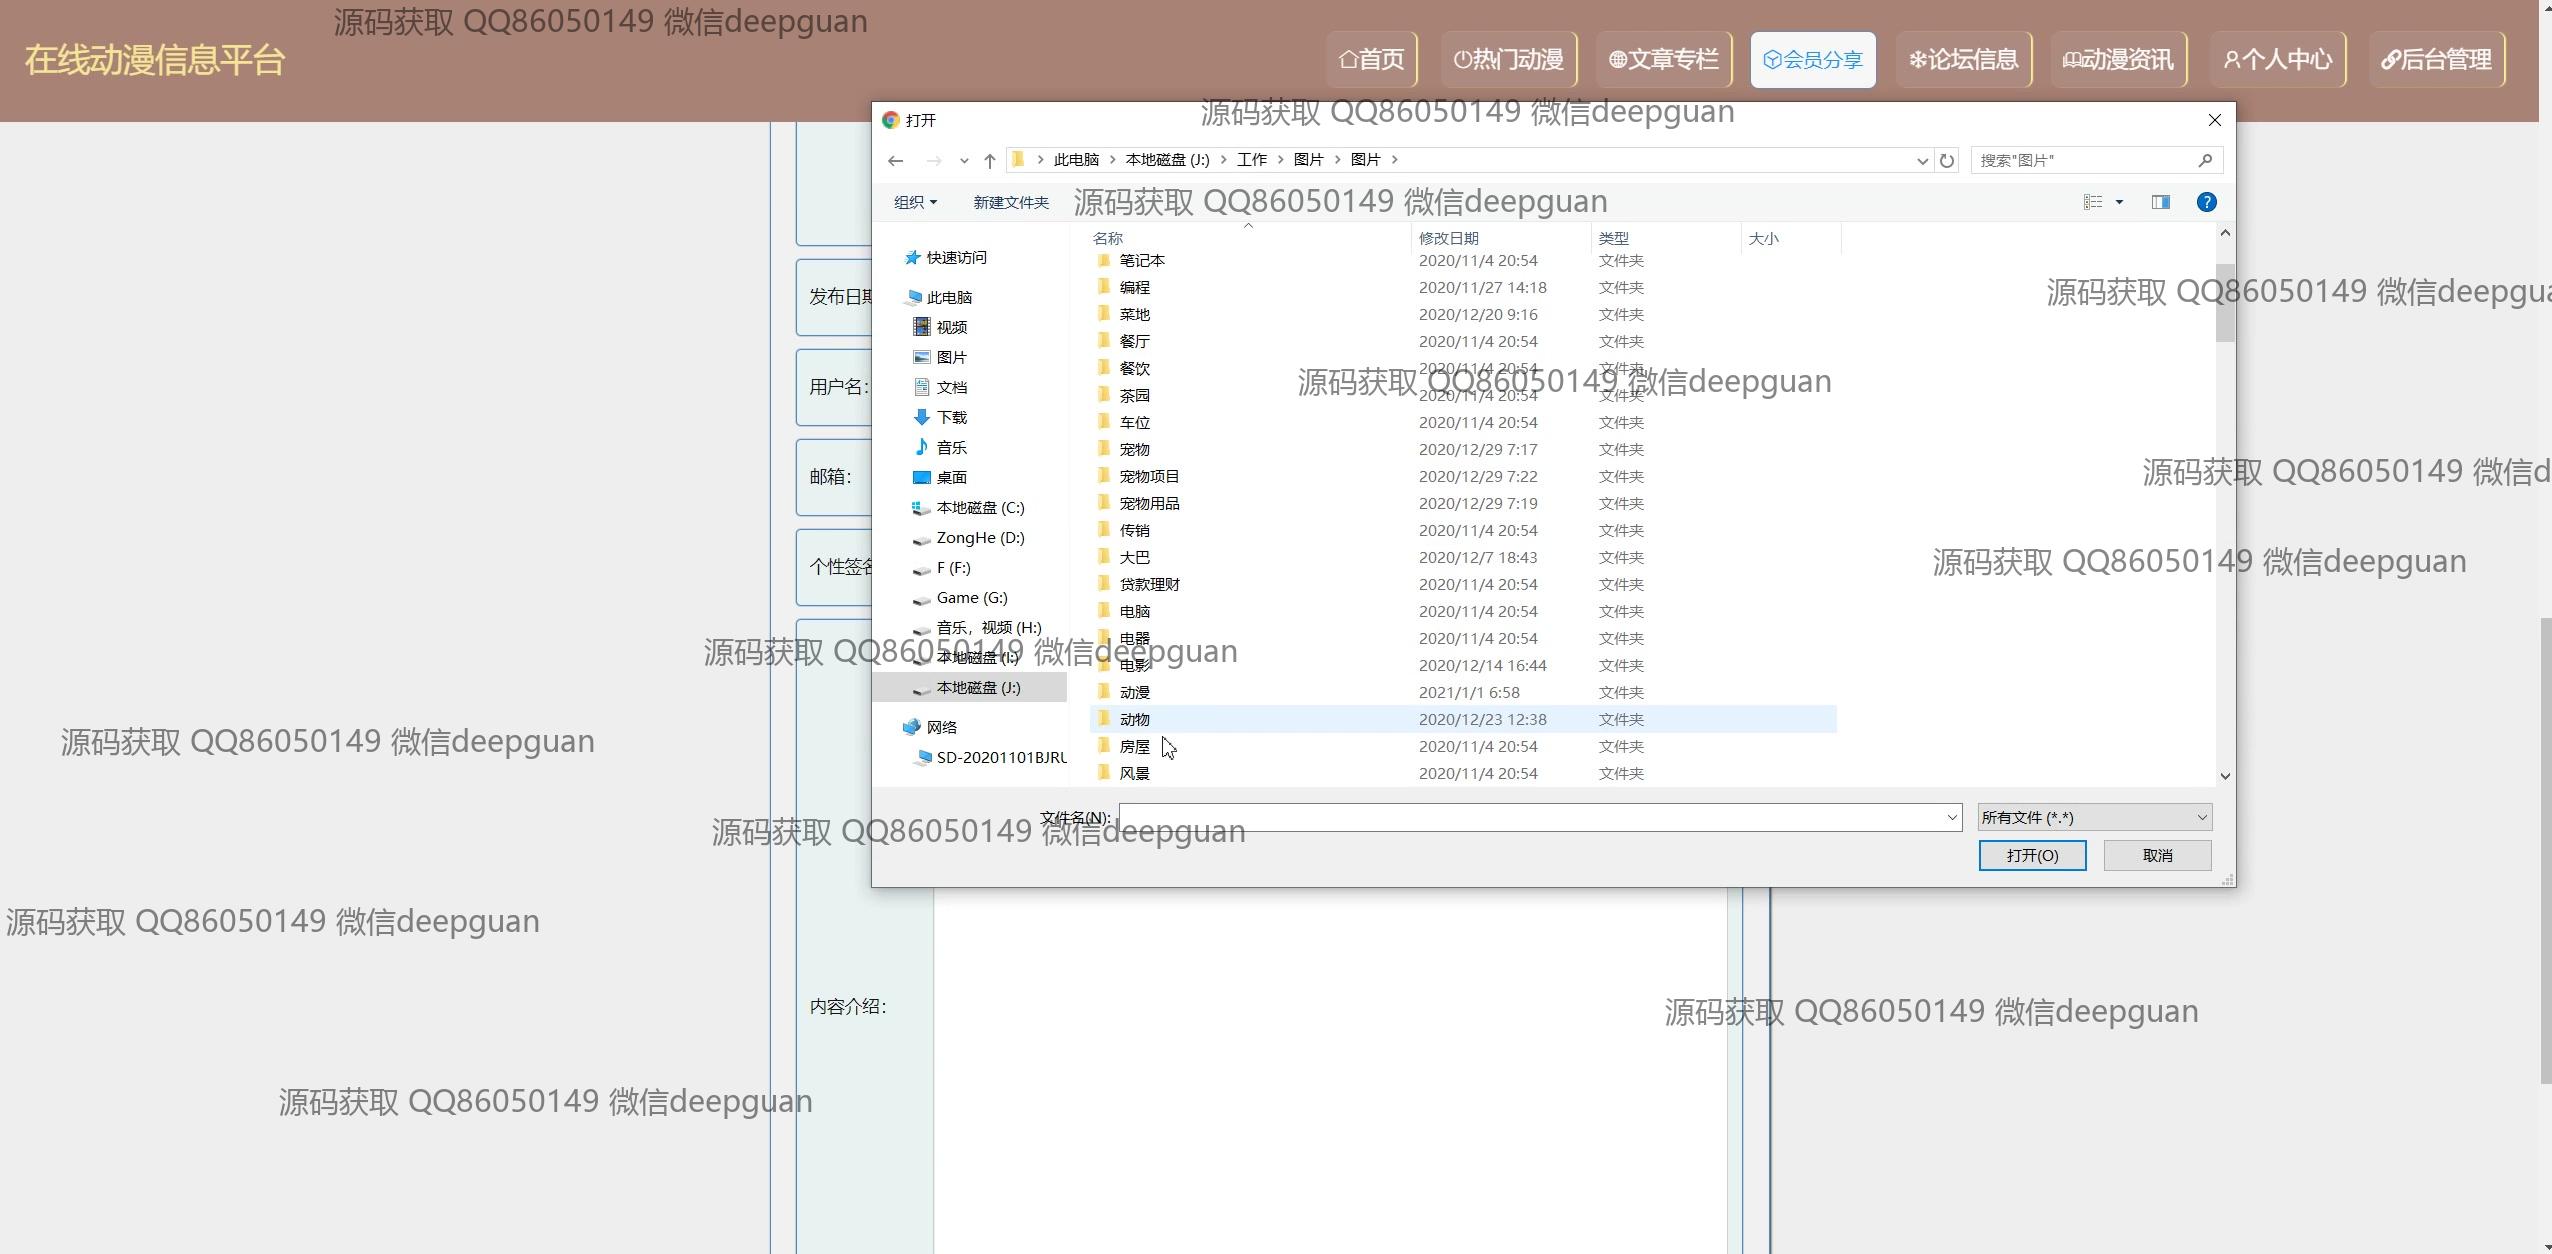 源码获取 QQ86050149 微信deepguan
在线动漫信息平台
首页
热门动漫
文章专栏
会员分享
论坛信息
动漫资讯
个人中心
后台管理
源码获取 QQ86050149 微信deepguan
打开
此电脑 > 本地磁盘 (J:) > 工作 > 图片 > 图片 >
搜索"图片"
组织
新建文件夹
源码获取 QQ86050149 微信deepguan
名称 修改日期 类型 大小
快速访问
此电脑
视频
图片
文档
下载
音乐
桌面
本地磁盘 (C:)
ZongHe (D:)
F (F:)
Game (G:)
音乐，视频 (H:)
本地磁盘 (I:)
本地磁盘 (J:)
网络
SD-20201101BJRU
笔记本 2020/11/4 20:54 文件夹
编程 2020/11/27 14:18 文件夹
菜地 2020/12/20 9:16 文件夹
餐厅 2020/11/4 20:54 文件夹
餐饮 2020/11/4 20:54 文件夹
茶园 2020/11/4 20:54 文件夹
车位 2020/11/4 20:54 文件夹
宠物 2020/12/29 7:17 文件夹
宠物项目 2020/12/29 7:22 文件夹
宠物用品 2020/12/29 7:19 文件夹
传销 2020/11/4 20:54 文件夹
大巴 2020/12/7 18:43 文件夹
贷款理财 2020/11/4 20:54 文件夹
电脑 2020/11/4 20:54 文件夹
电器 2020/11/4 20:54 文件夹
电影 2020/12/14 16:44 文件夹
动漫 2021/1/1 6:58 文件夹
动物 2020/12/23 12:38 文件夹
房屋 2020/11/4 20:54 文件夹
风景 2020/11/4 20:54 文件夹
文件名(N):
所有文件 (*.*)
打开(O)
取消
发布日期
用户名：
邮箱：
个性签名
内容介绍：
源码获取 QQ86050149 微信deepgua
源码获取 QQ86050149 微信deepguan
源码获取 QQ86050149 微信d
源码获取 QQ86050149 微信deepguan
源码获取 QQ86050149 微信deepguan
源码获取 QQ86050149 微信deepguan
源码获取 QQ86050149 微信deepguan
源码获取 QQ86050149 微信deepguan
源码获取 QQ86050149 微信deepguan
源码获取 QQ86050149 微信deepguan